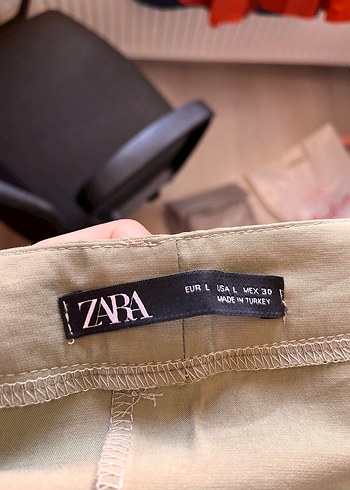 ZARA
EUR L USA L MEX 30
MADE IN TURKEY